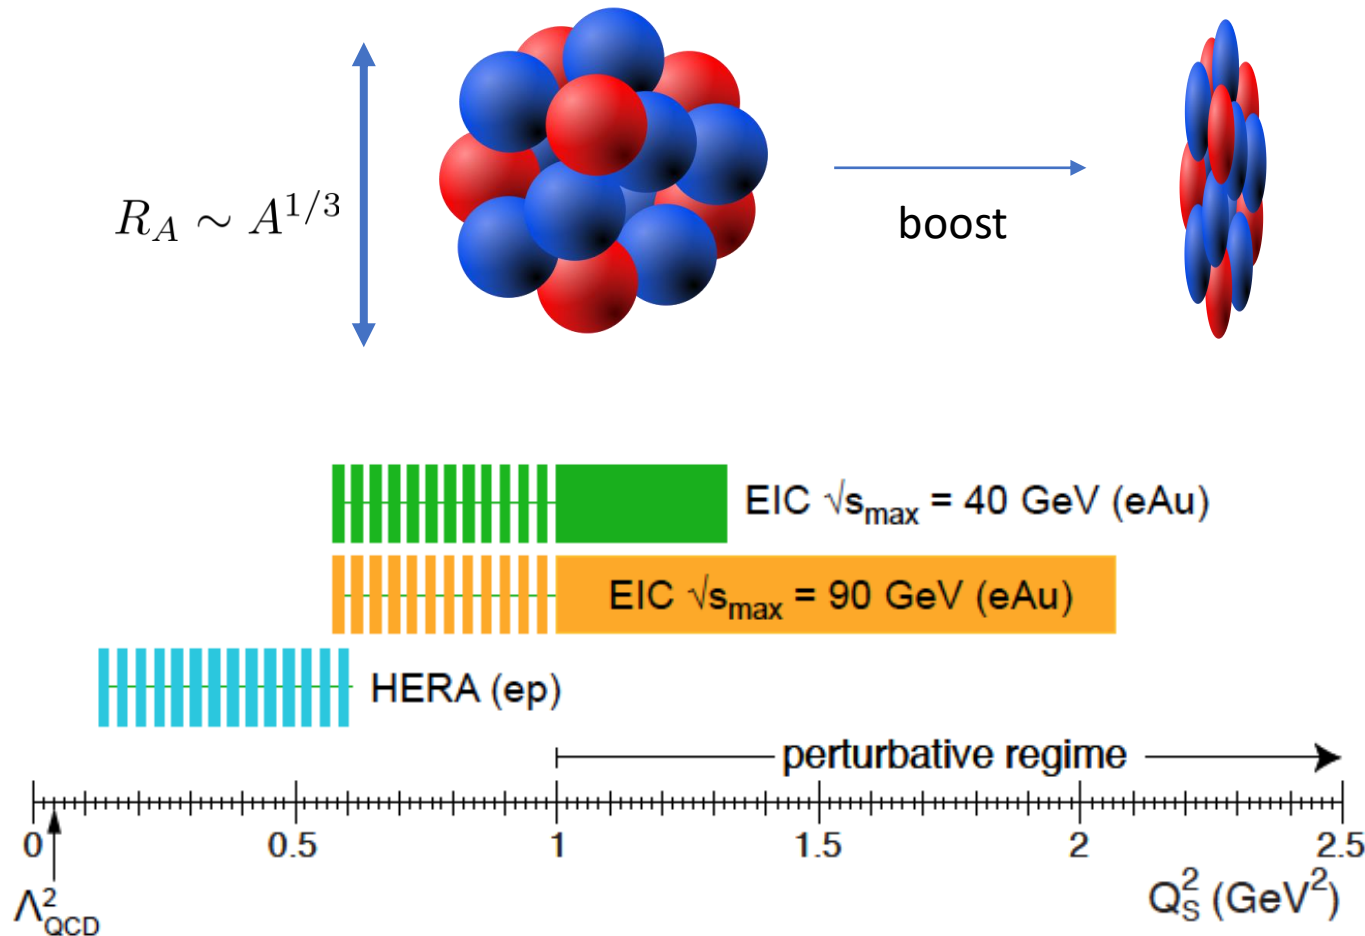 R_A ∼ A^{1/3}
boost
EIC √s_max = 40 GeV (eAu)
EIC √s_max = 90 GeV (eAu)
HERA (ep)
perturbative regime
0 0.5 1 1.5 2 2.5
Λ²_QCD
Q²_S (GeV²)